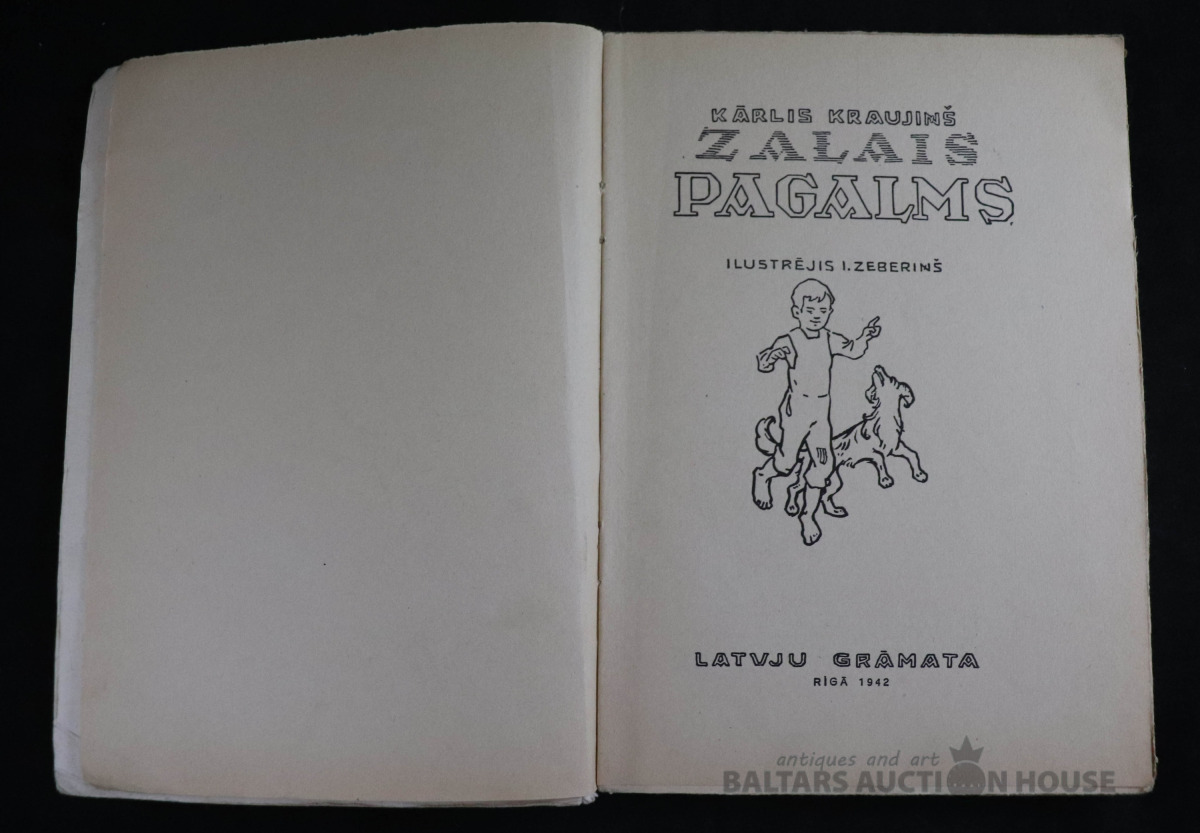 KĀRLIS KRAUJIŅŠ
ZAĻAIS
PAGALMS
ILUSTRĒJIS I. ZEBERIŅŠ
LATVJU GRĀMATA
RĪGĀ 1942
antiques and art
BALTARS AUCTION HOUSE